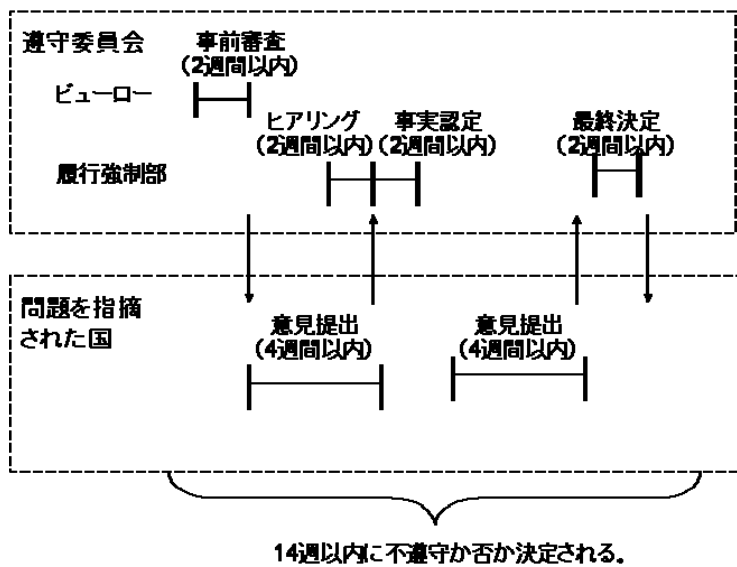 遵守委員会
事前審査
(2週間以内)
ビューロー
ヒアリング
(2週間以内)
事実認定
(2週間以内)
最終決定
(2週間以内)
履行強制部
問題を指摘
された国
意見提出
(4週間以内)
意見提出
(4週間以内)
14週以内に不遵守か否か決定される。